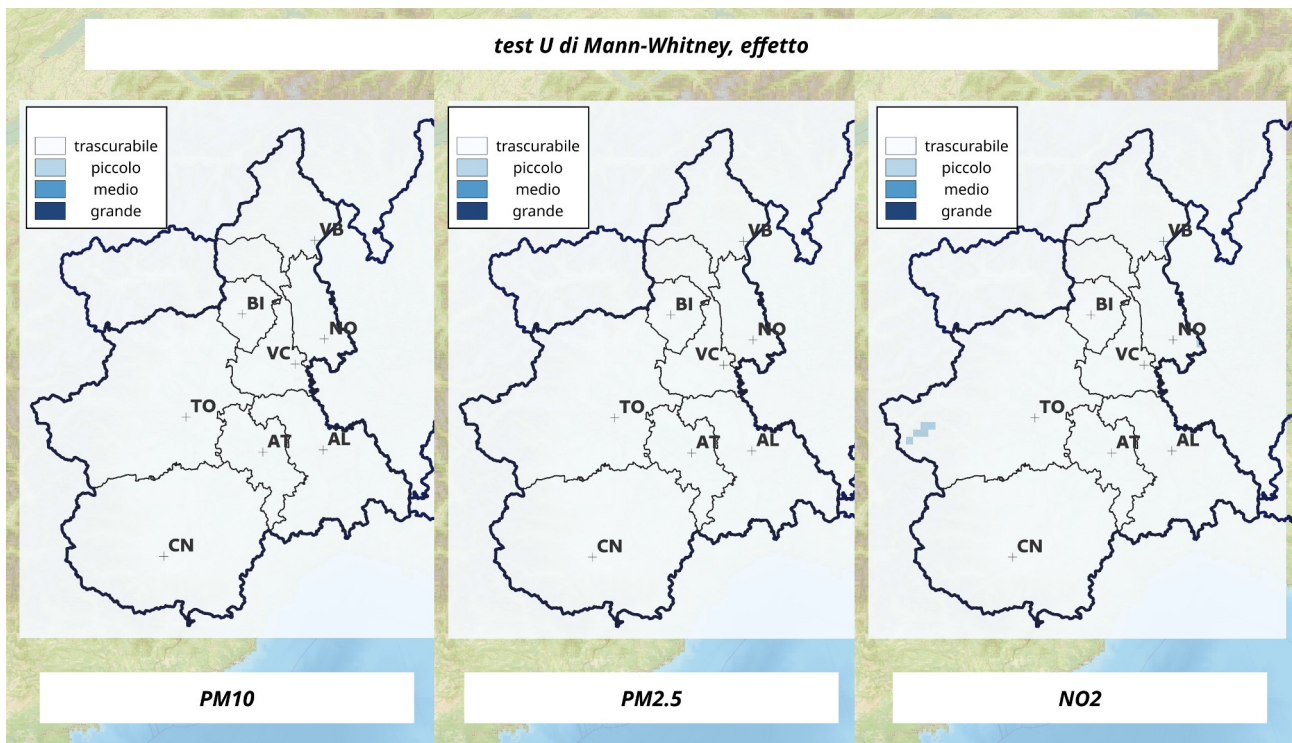 test U di Mann-Whitney, effetto
trascurabile
piccolo
medio
grande
VB
BI
NO
VC
TO
AT
AL
CN
PM10
trascurabile
piccolo
medio
grande
VB
BI
NO
VC
TO
AT
AL
CN
PM2.5
trascurabile
piccolo
medio
grande
VB
BI
NO
VC
TO
AT
AL
CN
NO2